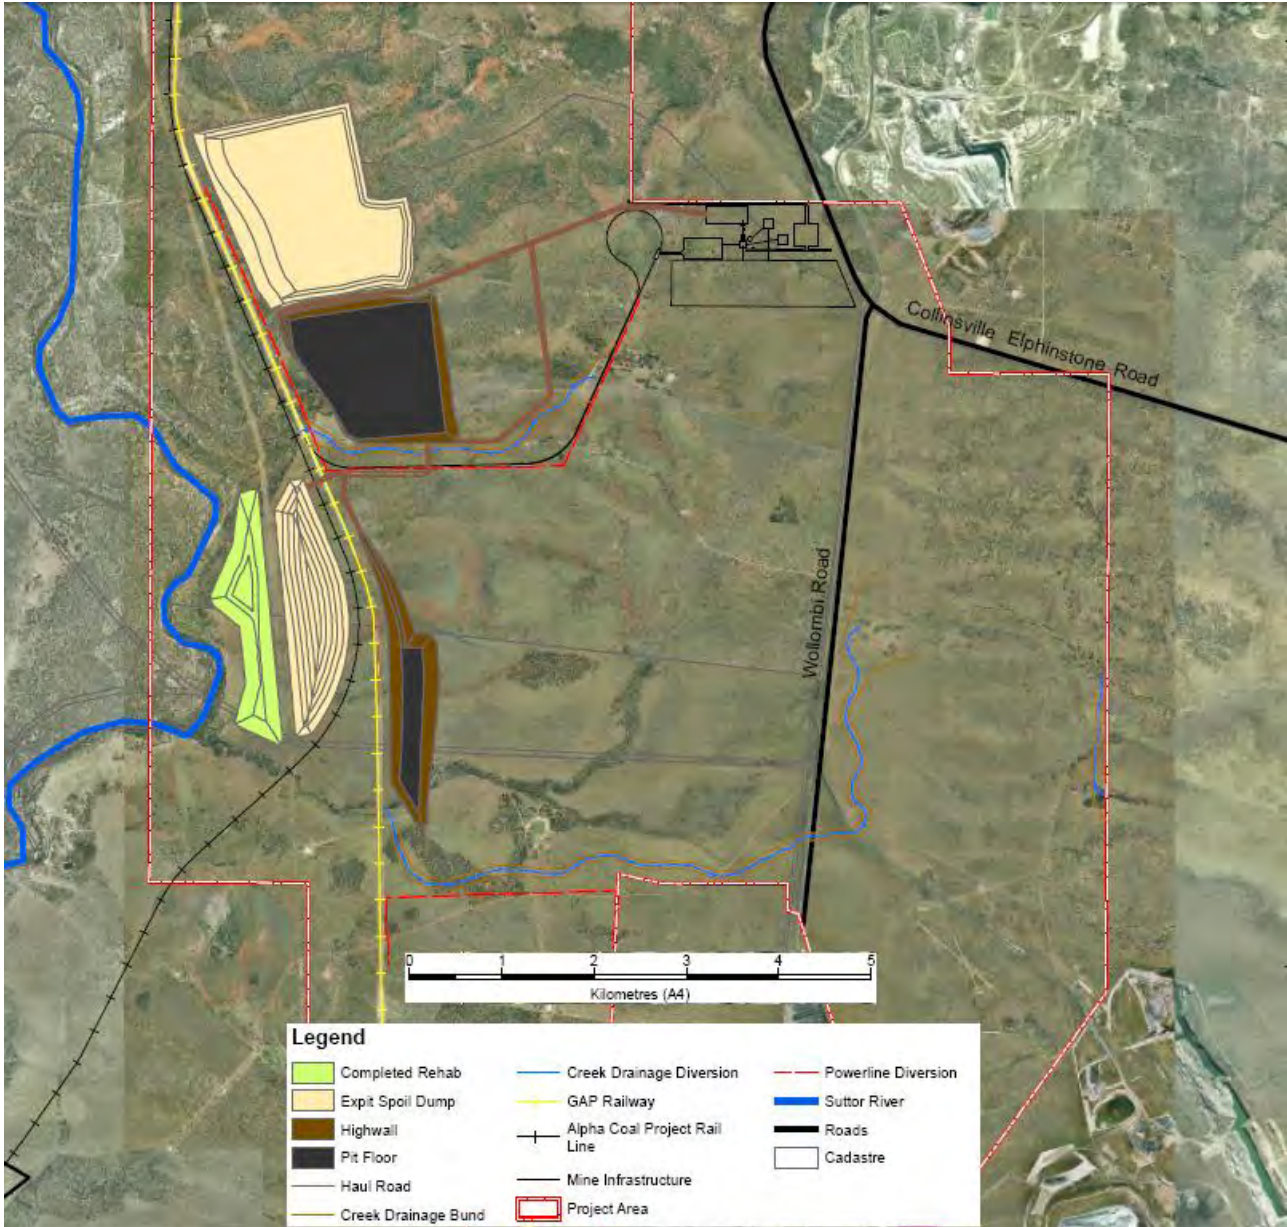 Collinsville Elphinstone Road
Wollombi Road
0 1 2 3 4 5
Kilometres (A4)
Legend
Completed Rehab
Expit Spoil Dump
Highwall
Pit Floor
Haul Road
Creek Drainage Bund
Creek Drainage Diversion
GAP Railway
Alpha Coal Project Rail
Line
Mine Infrastructure
Project Area
Powerline Diversion
Suttor River
Roads
Cadastre